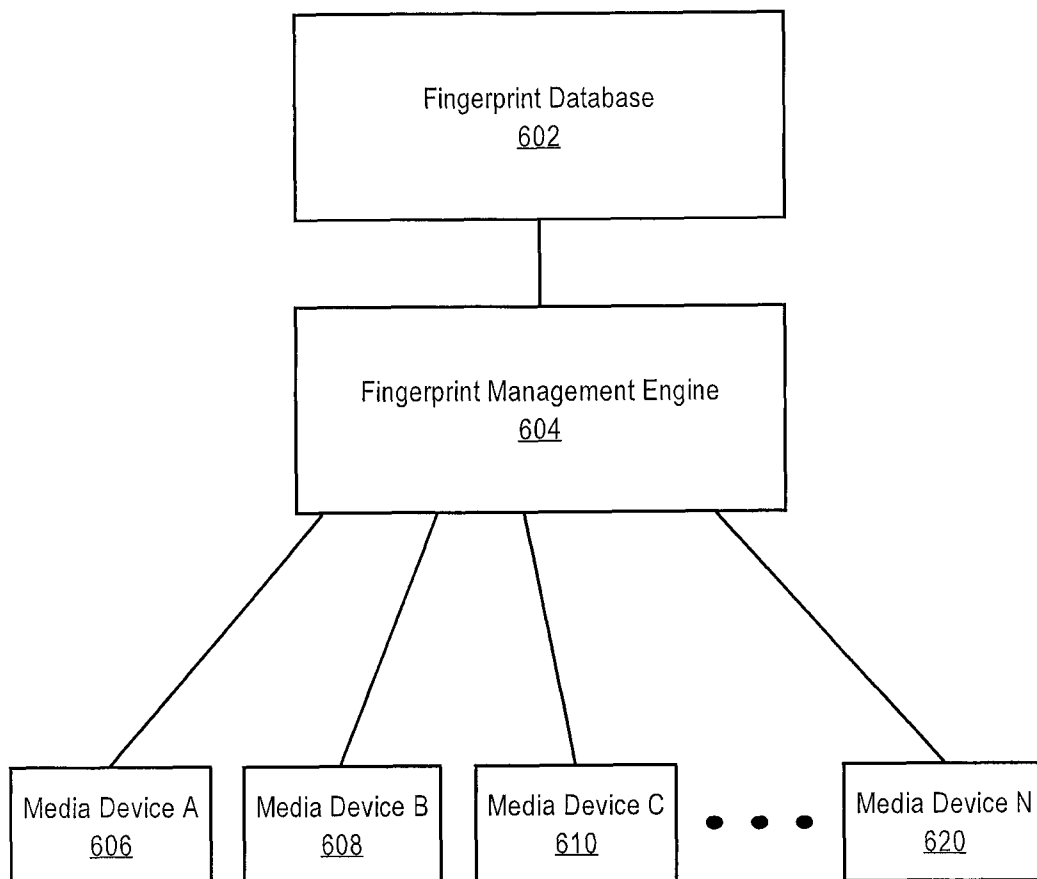 Fingerprint Database
602
Fingerprint Management Engine
604
Media Device A
606
Media Device B
608
Media Device C
610
Media Device N
620